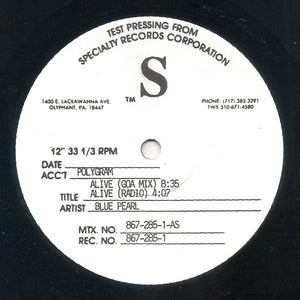 TEST PRESSING FROM
SPECIALTY RECORDS CORPORATION
S
TM
1400 E. LACKAWANNA AVE.
OLYPHANT, PA. 18447
PHONE: (717) 383-3291
TWX 510-671-4580
12" 33 1/3 RPM
DATE
ACC'T POLYGRAM
ALIVE (GOA MIX) 8:35
TITLE ALIVE (RADIO) 4:07
ARTIST BLUE PEARL
MTX. NO. 867-285-1-AS
REC. NO. 867-285-1